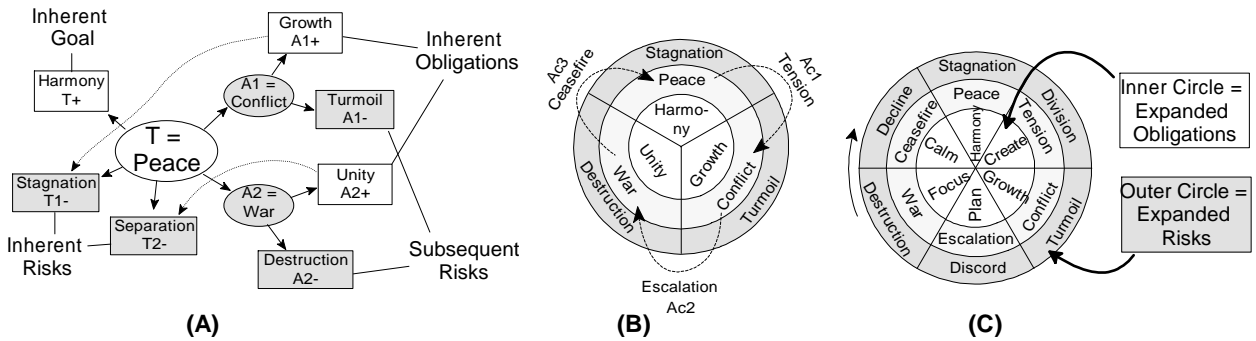 Inherent
Goal
Harmony
T+
Growth
A1+
Inherent
Obligations
A1 =
Conflict
Turmoil
A1-
T =
Peace
Stagnation
T1-
Separation
T2-
Unity
A2+
A2 =
War
Destruction
A2-
Inherent
Risks
Subsequent
Risks
(A)
Stagnation
Peace
Harmo-
ny
Ac3
Ceasefire
Ac1
Tension
Unity
Growth
War
Conflict
Destruction
Turmoil
Escalation
Ac2
(B)
Stagnation
Peace
Harmony
Decline
Ceasefire
Calm
Division
Tension
Create
Focus
Plan
Growth
War
Conflict
Destruction
Turmoil
Escalation
Discord
Inner Circle =
Expanded
Obligations
Outer Circle =
Expanded
Risks
(C)